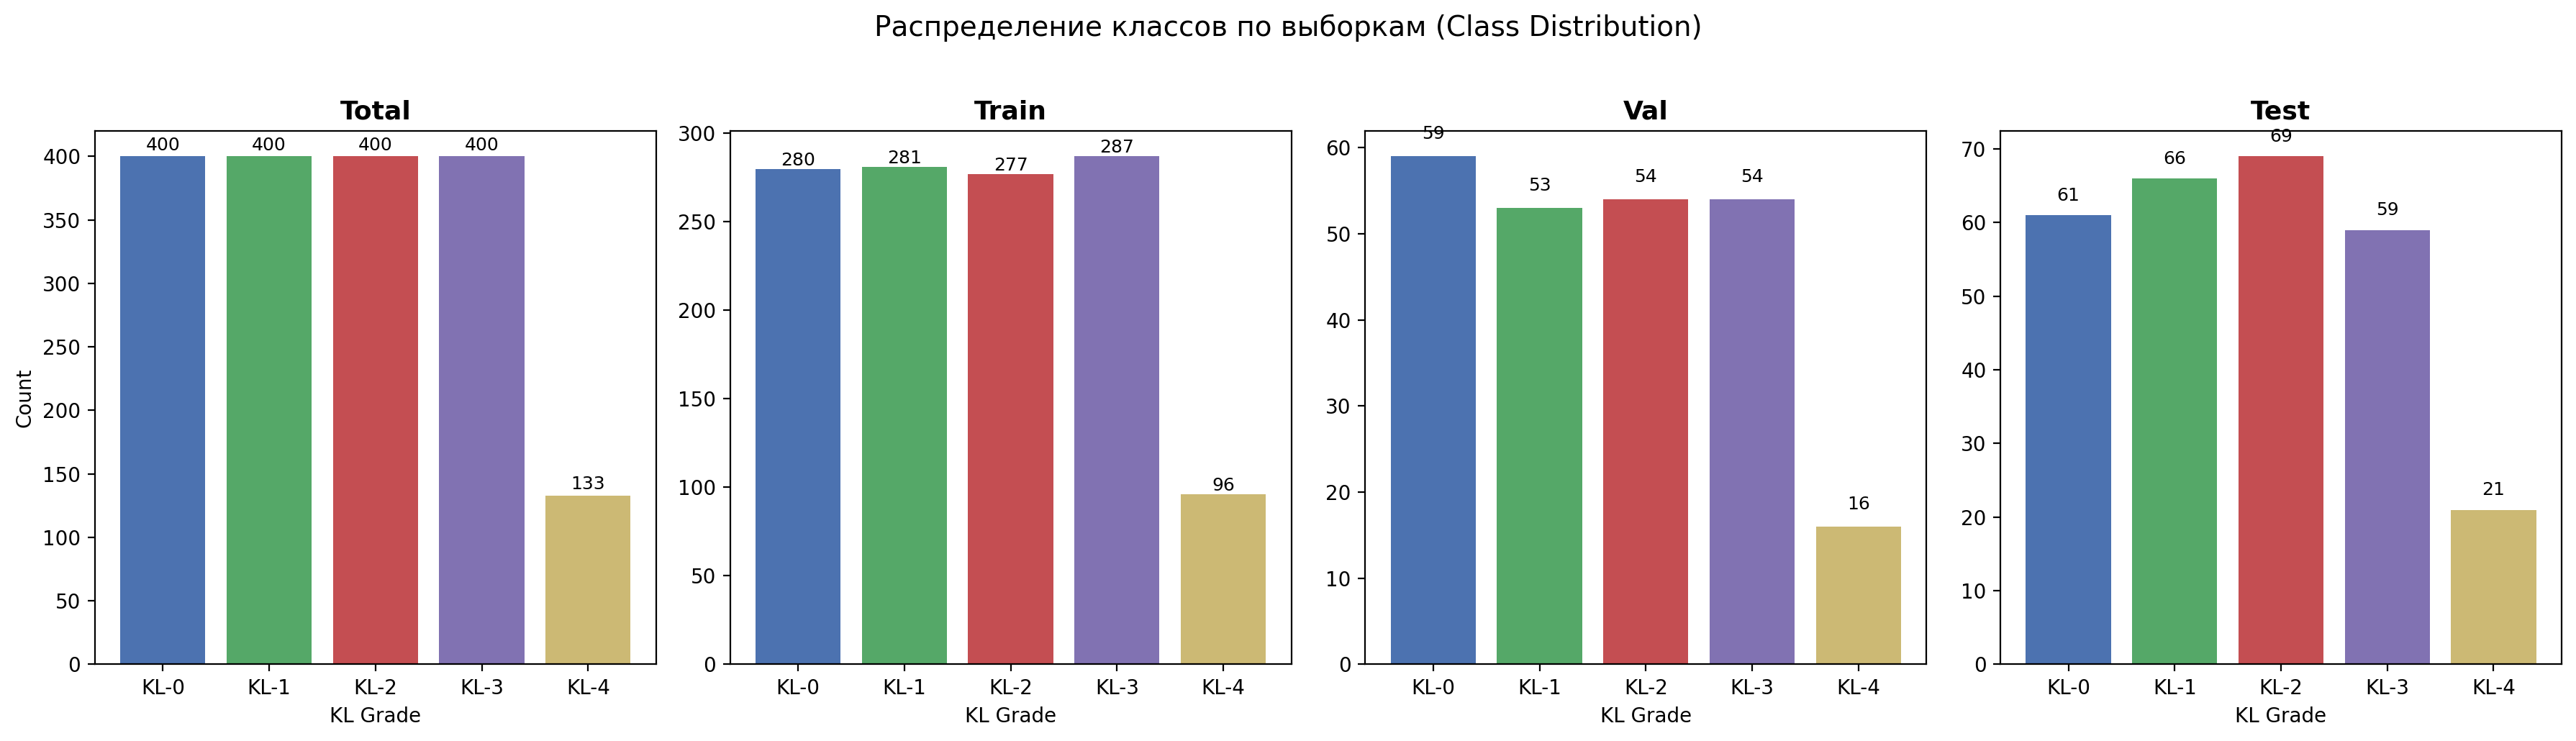 Распределение классов по выборкам (Class Distribution)
Total
Count
400
350
300
250
200
150
100
50
0
400 400 400 400 133
KL-0 KL-1 KL-2 KL-3 KL-4
KL Grade
Train
300
250
200
150
100
50
0
280 281 277 287 96
KL-0 KL-1 KL-2 KL-3 KL-4
KL Grade
Val
60
50
40
30
20
10
0
59 53 54 54 16
KL-0 KL-1 KL-2 KL-3 KL-4
KL Grade
Test
70
60
50
40
30
20
10
0
61 66 69 59 21
KL-0 KL-1 KL-2 KL-3 KL-4
KL Grade